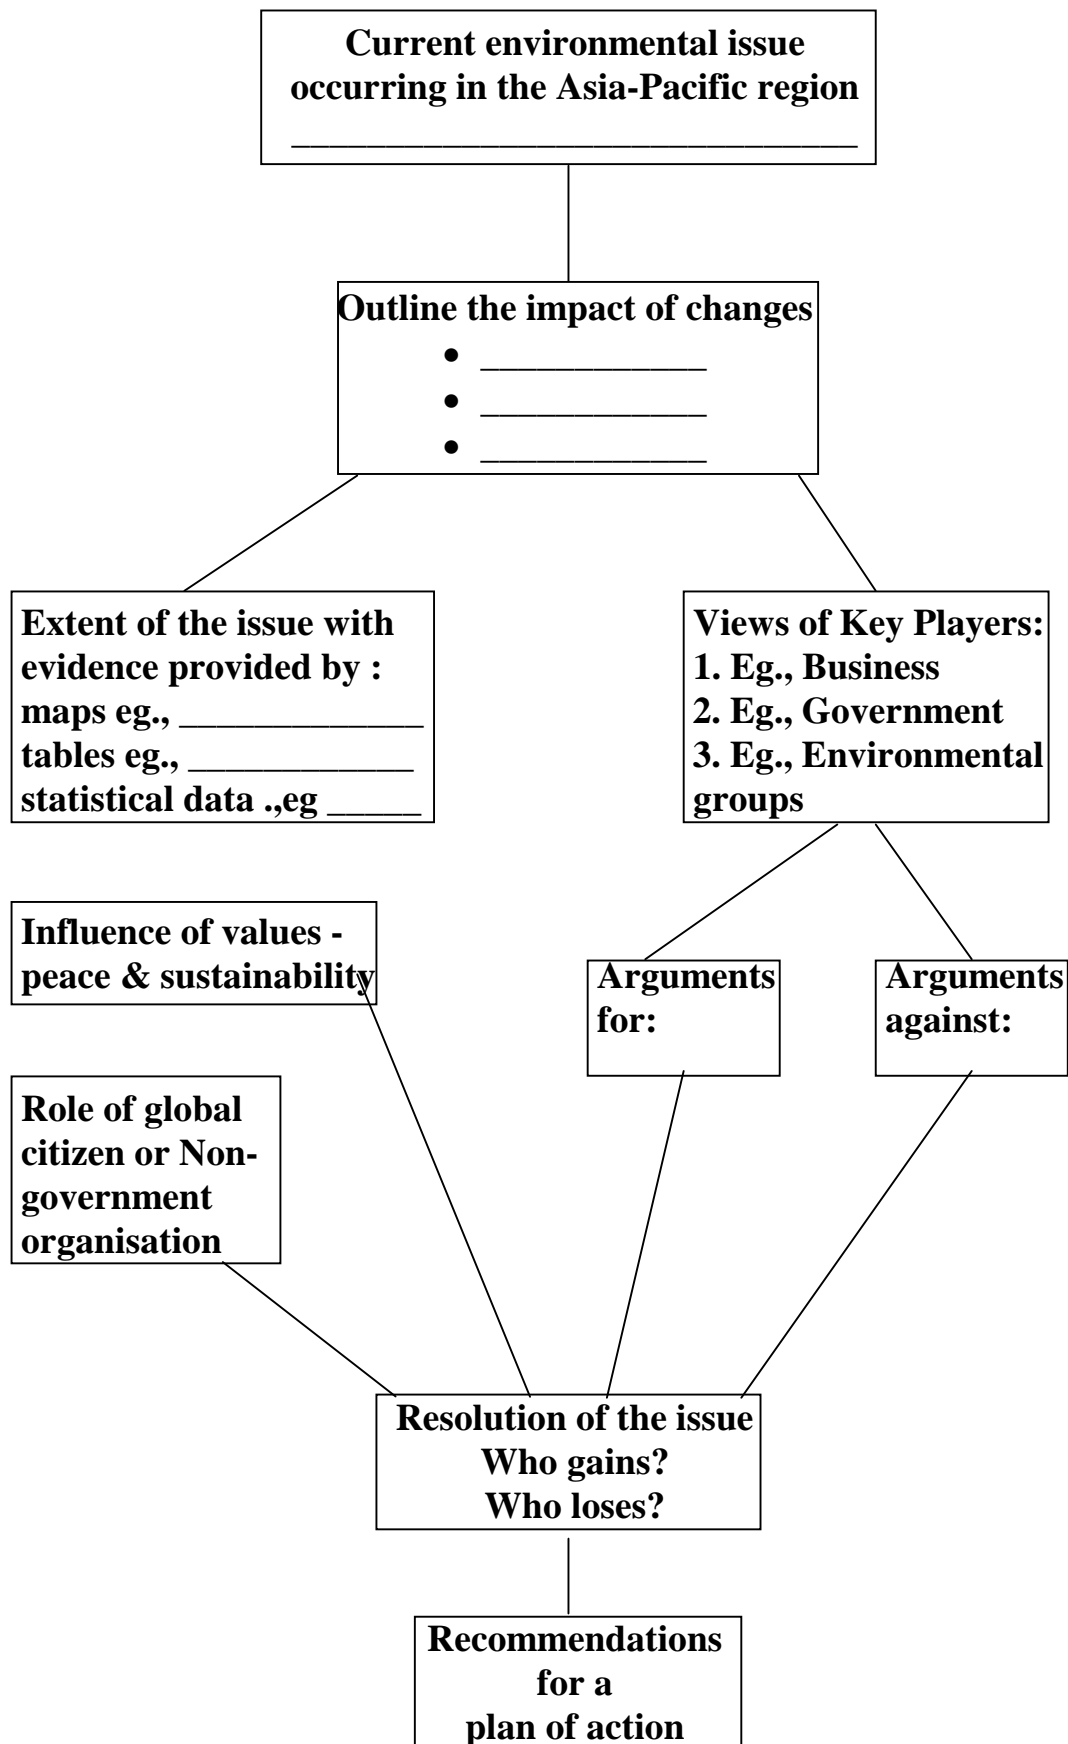 Current environmental issue
occurring in the Asia-Pacific region
______________________________
Outline the impact of changes
• ____________
• ____________
• ____________
Extent of the issue with
evidence provided by :
maps eg., _____________
tables eg., ____________
statistical data .,eg _____
Views of Key Players:
1. Eg., Business
2. Eg., Government
3. Eg., Environmental
groups
Influence of values -
peace & sustainability
Arguments
for:
Arguments
against:
Role of global
citizen or Non-
government
organisation
Resolution of the issue
Who gains?
Who loses?
Recommendations
for a
plan of action